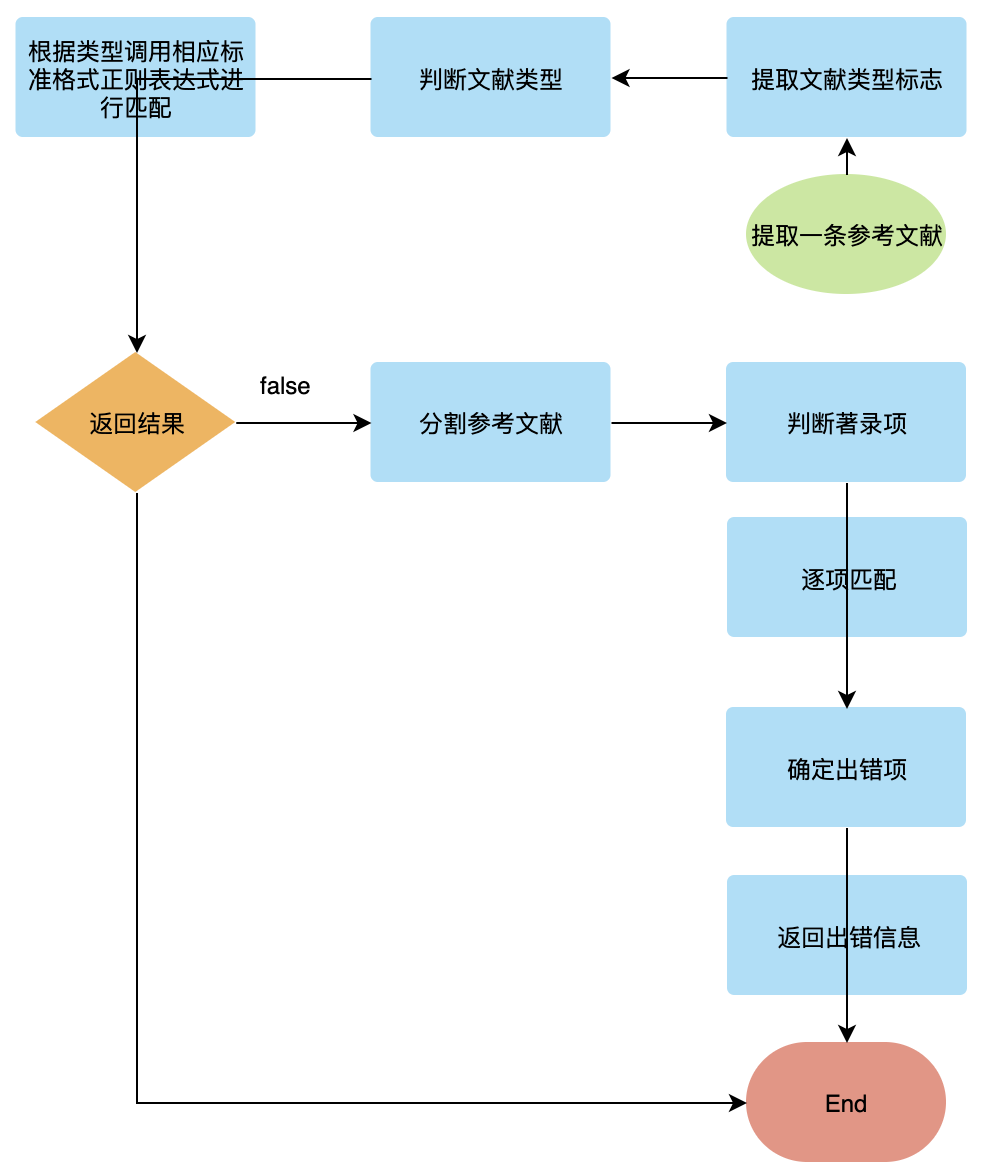 根据类型调用相应标
准格式正则表达式进
行匹配
判断文献类型
提取文献类型标志
提取一条参考文献
返回结果
false
分割参考文献
判断著录项
逐项匹配
确定出错项
返回出错信息
End